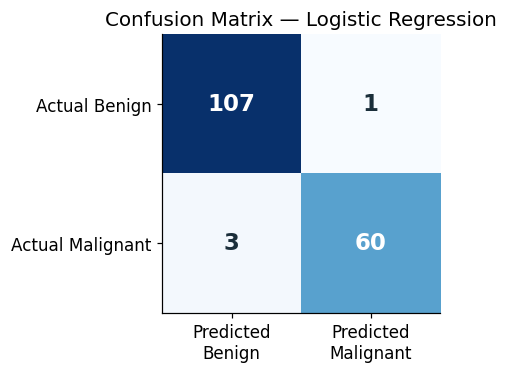 Confusion Matrix — Logistic Regression
Actual Benign
107
1
Actual Malignant
3
60
Predicted
Benign
Predicted
Malignant